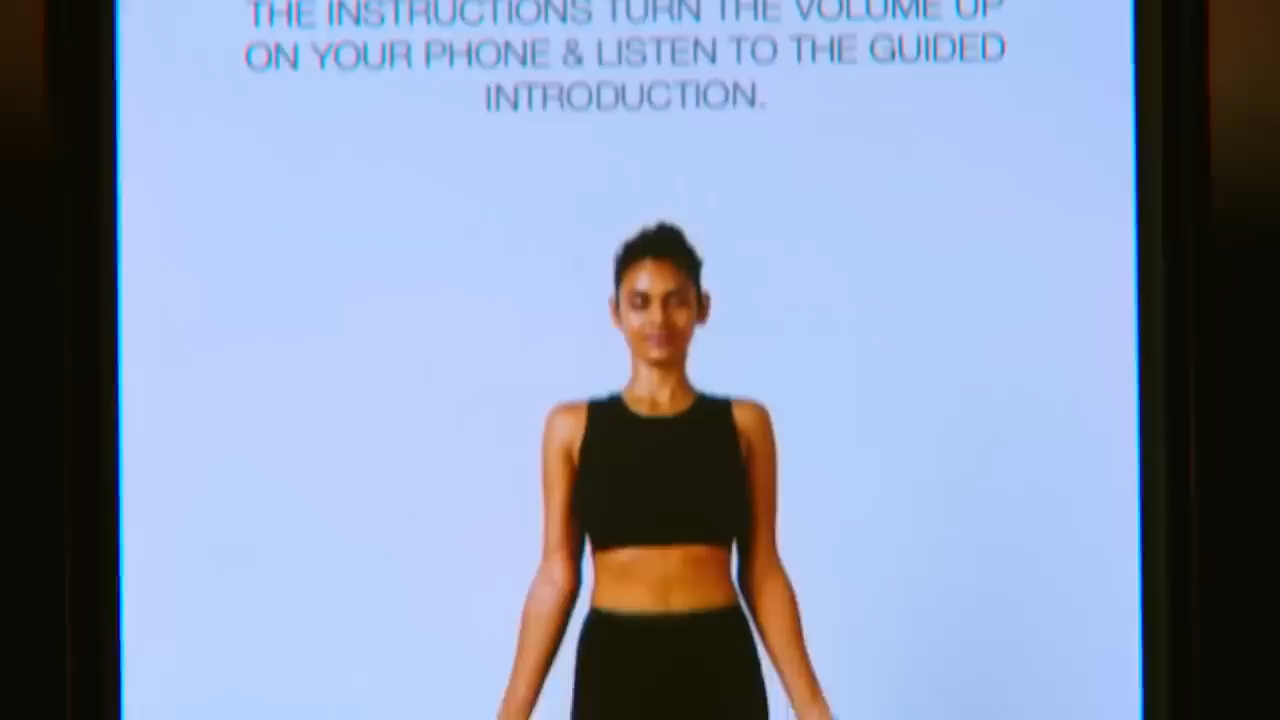 THE INSTRUCTIONS TURN THE VOLUME UP
ON YOUR PHONE & LISTEN TO THE GUIDED
INTRODUCTION.